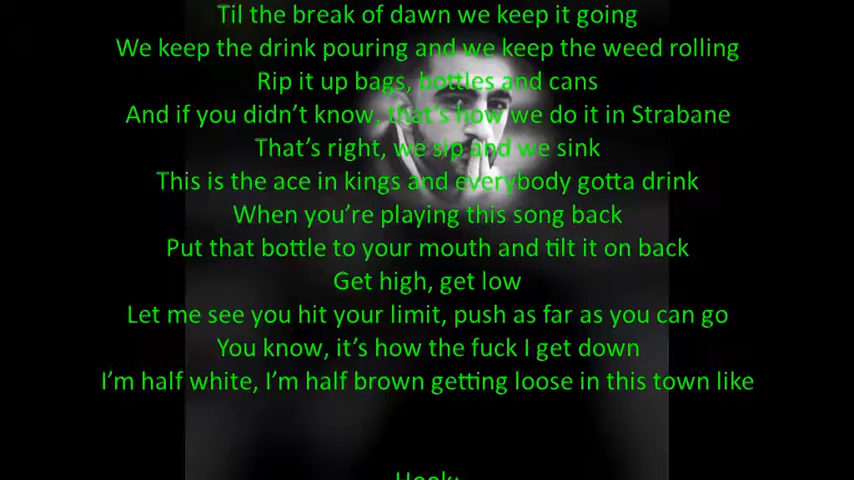 Til the break of dawn we keep it going
We keep the drink pouring and we keep the weed rolling
Rip it up bags, bottles and cans
And if you didn’t know, that’s how we do it in Strabane
That’s right, we sip and we sink
This is the ace in kings and everybody gotta drink
When you’re playing this song back
Put that bottle to your mouth and tilt it on back
Get high, get low
Let me see you hit your limit, push as far as you can go
You know, it’s how the fuck I get down
I’m half white, I’m half brown getting loose in this town like
Hook: